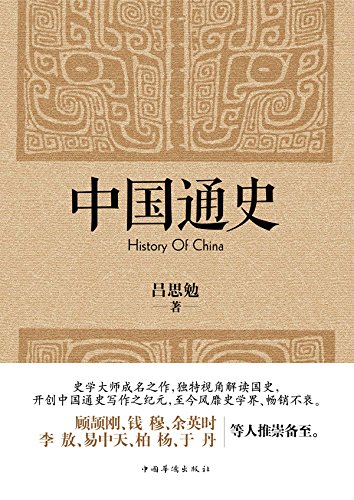 中国通史
History Of China
吕思勉
著
史学大师成名之作,独特视角解读国史,
开创中国通史写作之纪元,至今风靡史学界、畅销不衰。
顾颉刚、钱 穆、余英时
李 敖、易中天、柏 杨、于 丹
等人推崇备至。
中国华侨出版社